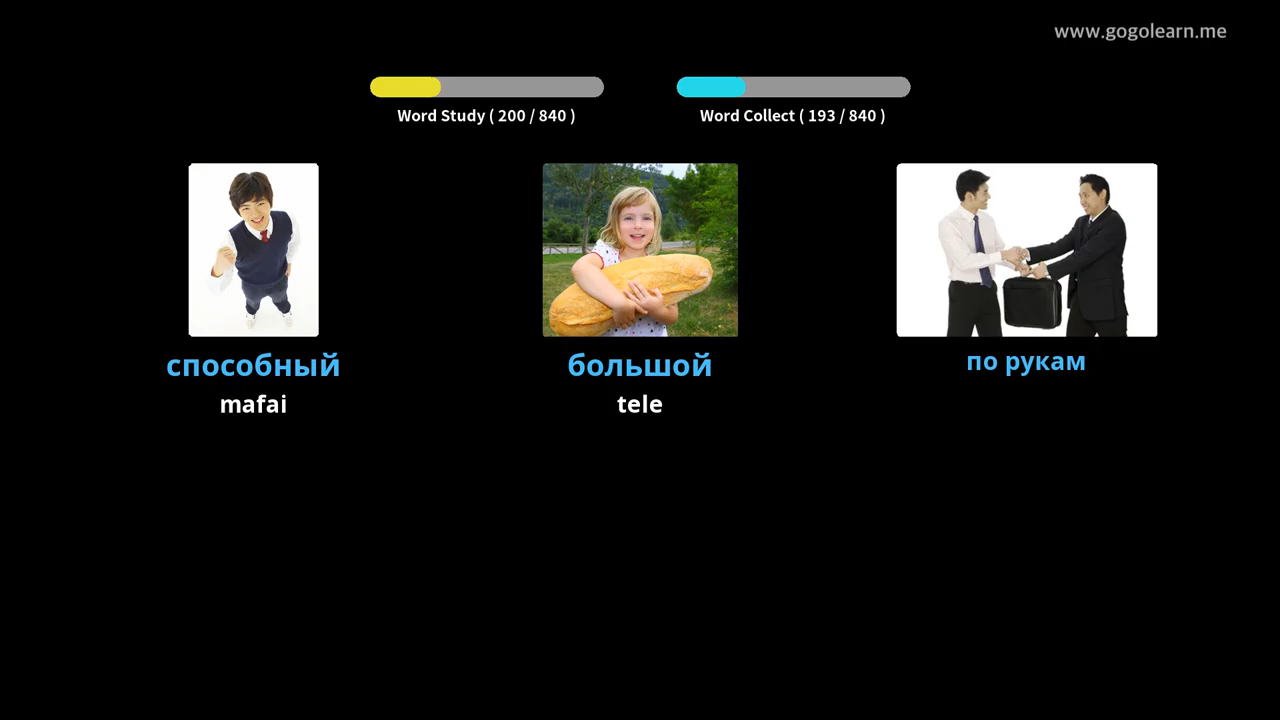 www.gogolearn.me
Word Study ( 200 / 840 )
Word Collect ( 193 / 840 )
способный
mafai
большой
tele
по рукам